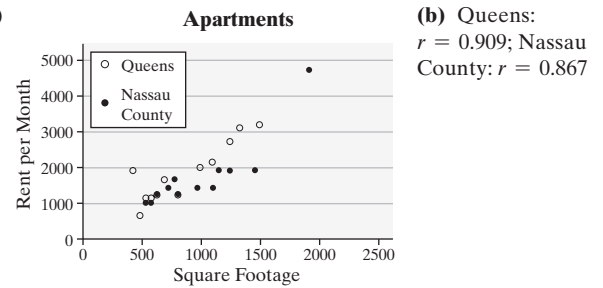 )
Apartments
Rent per Month
5000
4000
3000
2000
1000
0
Queens
Nassau
County
0 500 1000 1500 2000 2500
Square Footage
(b) Queens:
r = 0.909; Nassau
County: r = 0.867